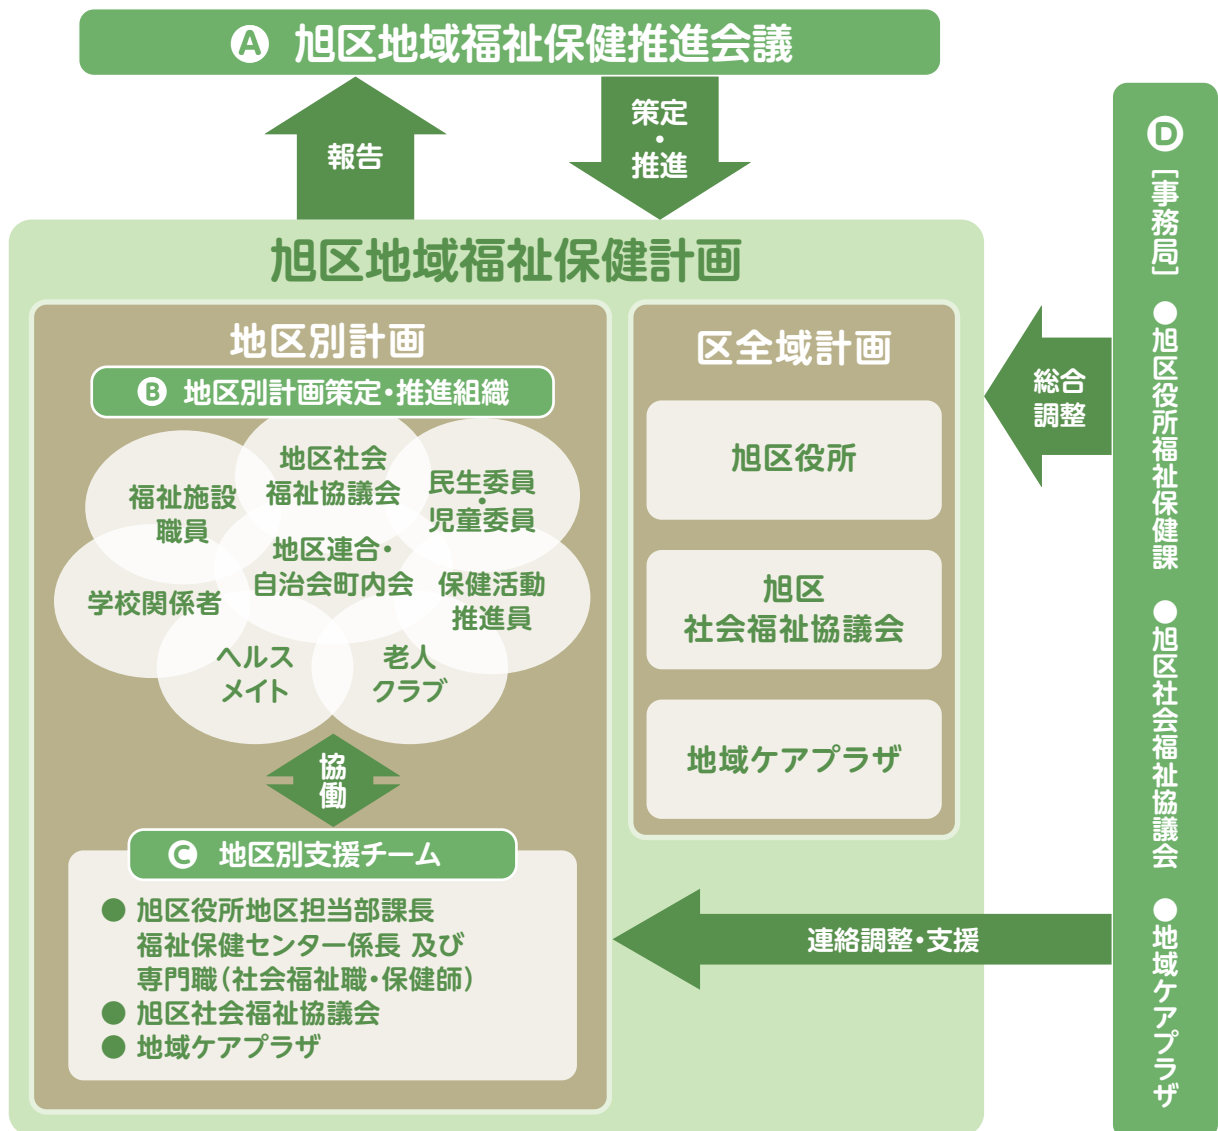 A 旭区地域福祉保健推進会議
報告
策定・推進
旭区地域福祉保健計画
地区別計画
B 地区別計画策定・推進組織
福祉施設
職員
地区社会
福祉協議会
民生委員
・
児童委員
学校関係者
地区連合・
自治会町内会
保健活動
推進員
ヘルス
メイト
老人
クラブ
協働
C 地区別支援チーム
● 旭区役所地区担当部課長
福祉保健センター係長 及び
専門職(社会福祉職・保健師)
● 旭区社会福祉協議会
● 地域ケアプラザ
区全域計画
旭区役所
旭区
社会福祉協議会
地域ケアプラザ
総合
調整
連絡調整・支援
D [事務局] ●旭区役所福祉保健課 ●旭区社会福祉協議会 ●地域ケアプラザ